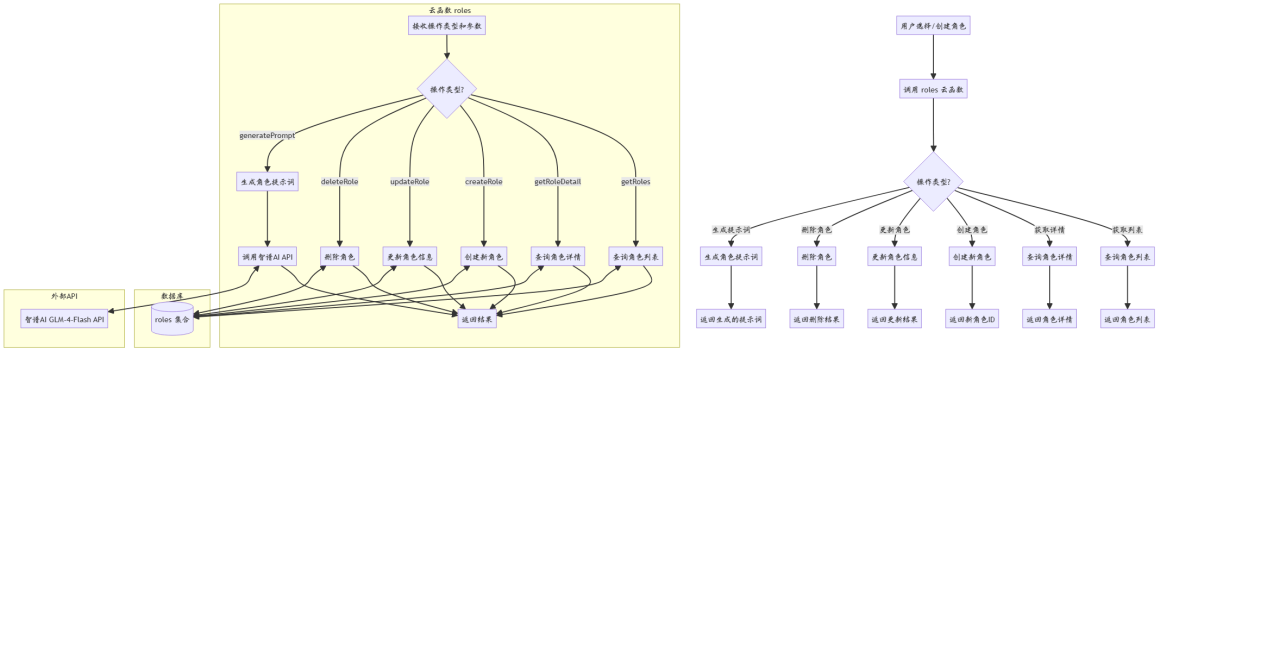 云函数 roles
接收操作类型和参数
操作类型?
generatePrompt
生成角色提示词
deleteRole
updateRole
createRole
getRoleDetail
getRoles
调用智谱AI API
删除角色
更新角色信息
创建新角色
查询角色详情
查询角色列表
返回结果
外部API
智谱AI GLM-4-Flash API
数据库
roles 集合
用户选择/创建角色
调用 roles 云函数
操作类型?
生成提示词
删除角色
更新角色
创建角色
获取详情
获取列表
生成角色提示词
删除角色
更新角色信息
创建新角色
查询角色详情
查询角色列表
返回生成的提示词
返回删除结果
返回更新结果
返回新角色ID
返回角色详情
返回角色列表